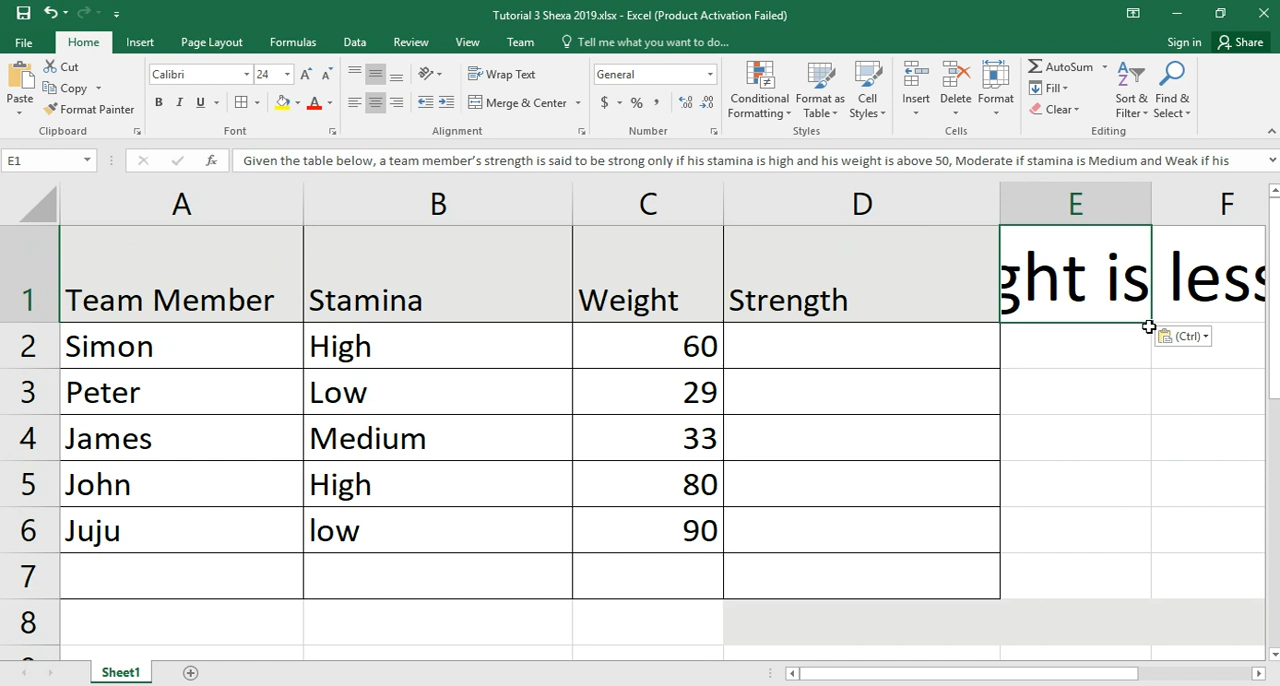 Tutorial 3 Shexa 2019.xlsx - Excel (Product Activation Failed)
File Home Insert Page Layout Formulas Data Review View Team Tell me what you want to do... Sign in Share
Paste Cut Copy Format Painter Clipboard
Calibri 24 A A B I U A Font
Wrap Text Merge & Center Alignment
General $ % , Number
Conditional Formatting Format as Table Cell Styles Styles
Insert Delete Format Cells
AutoSum Fill Clear Sort & Filter Find & Select Editing
E1 fx Given the table below, a team member's strength is said to be strong only if his stamina is high and his weight is above 50, Moderate if stamina is Medium and Weak if his
A B C D E F
1 Team Member Stamina Weight Strength ght is less
2 Simon High 60
(Ctrl)
3 Peter Low 29
4 James Medium 33
5 John High 80
6 Juju low 90
7
8
Sheet1